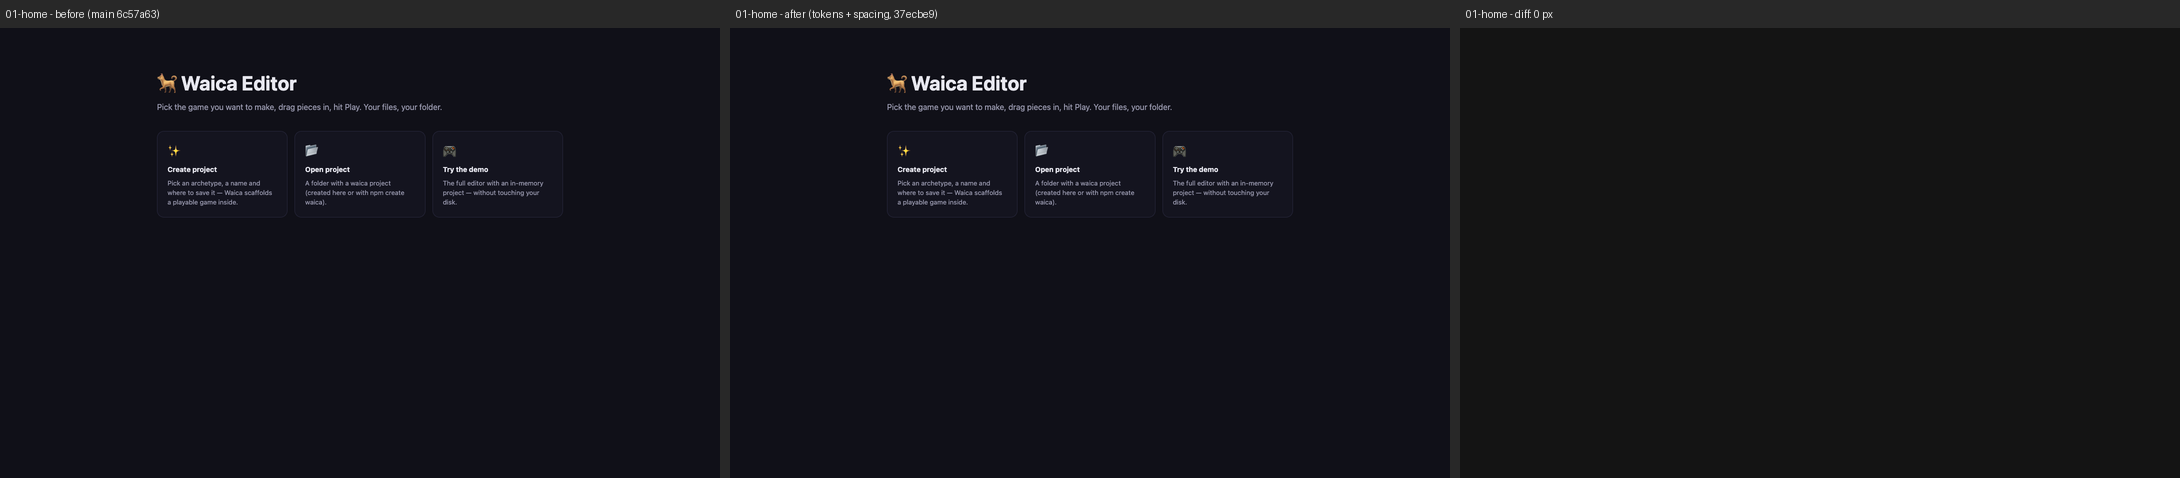 01-home - before (main 6c57a63)
Waica Editor
Pick the game you want to make, drag pieces in, hit Play. Your files, your folder.
Create project
Pick an archetype, a name and
where to save it — Waica scaffolds
a playable game inside.
Open project
A folder with a waica project
(created here or with npm create
waica).
Try the demo
The full editor with an in-memory
project — without touching your
disk.
01-home - after (tokens + spacing, 37ecbe9)
Waica Editor
Pick the game you want to make, drag pieces in, hit Play. Your files, your folder.
Create project
Pick an archetype, a name and
where to save it — Waica scaffolds
a playable game inside.
Open project
A folder with a waica project
(created here or with npm create
waica).
Try the demo
The full editor with an in-memory
project — without touching your
disk.
01-home - diff: 0 px